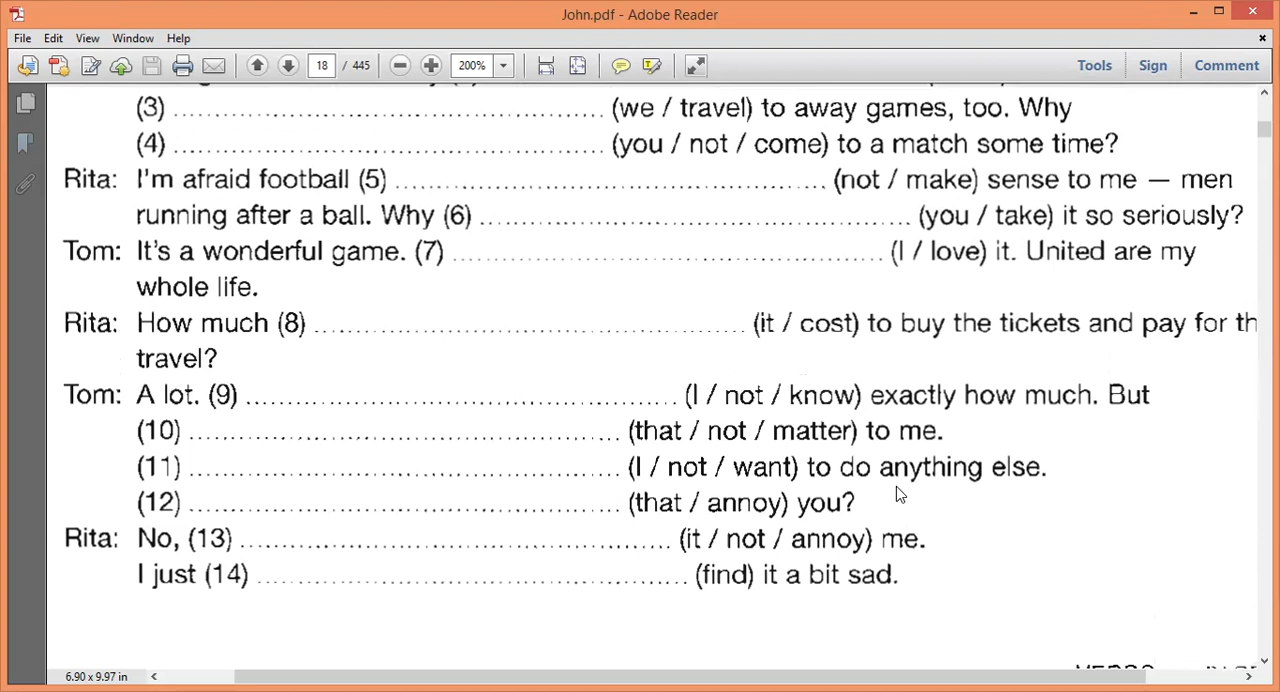 John.pdf - Adobe Reader
File Edit View Window Help
18 / 445 200% Tools Sign Comment
(3) ............................................................ (we / travel) to away games, too. Why
(4) ............................................................ (you / not / come) to a match some time?
Rita: I'm afraid football (5) ............................................................ (not / make) sense to me — men
running after a ball. Why (6) ............................................................ (you / take) it so seriously?
Tom: It's a wonderful game. (7) ............................................................ (I / love) it. United are my
whole life.
Rita: How much (8) ............................................................ (it / cost) to buy the tickets and pay for th
travel?
Tom: A lot. (9) ............................................................ (I / not / know) exactly how much. But
(10) ............................................................ (that / not / matter) to me.
(11) ............................................................ (I / not / want) to do anything else.
(12) ............................................................ (that / annoy) you?
Rita: No, (13) ............................................................ (it / not / annoy) me.
I just (14) ............................................................ (find) it a bit sad.
6.90 x 9.97 in